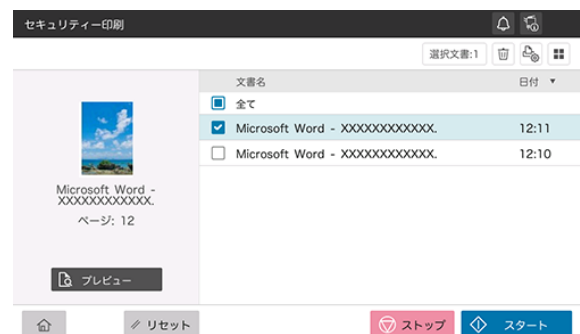 セキュリティー印刷
選択文書:1
文書名 日付 ▼
全て
Microsoft Word - XXXXXXXXXXXX. 12:11
Microsoft Word - XXXXXXXXXXXX. 12:10
Microsoft Word -
XXXXXXXXXXXX.
ページ: 12
プレビュー
リセット ストップ スタート